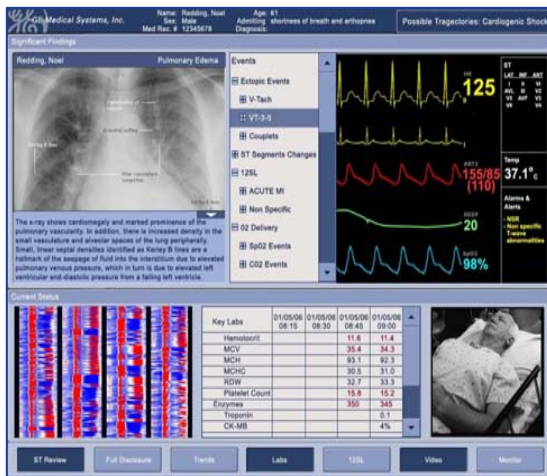 GE Medical Systems, Inc.
Name: Redding, Noel
Sex: Male
Med Rec. # 12345678
Age: 61
Admitting shortness of breath and orthopnea
Diagnosis:
Possible Tragectories: Cardiogenic Shock
Significant Findings
Redding, Noel Pulmonary Edema
Kerley B lines
The x-ray shows cardiomegaly and marked prominence of the
pulmonary vascularity. In addition, there is increased density in the
small vasculature and alveolar spaces of the lung peripherally.
Small, linear septal densities identified as Kerley B lines are a
hallmark of the seepage of fluid into the interstitium due to elevated
pulmonary venous pressure, which in turn is due to elevated left
ventricular end-diastolic pressure from a failing left ventricle.
Events
Ectopic Events
V-Tach
VT-3-5
Couplets
ST Segments Changes
12SL
ACUTE MI
Non Specific
02 Delivery
Sp02 Events
C02 Events
HR
125
II
I
ART1
155/85
(110)
RESP
20
SpO2
98%
ST
LAT INF ANT
I II V1
AVL III V2
V5 AVF V3
V6 V4
Temp
37.1°c
Alarms &
Alerts
- NSR
- Non specific
T-wave
abnormalities
Current Status
Key Labs 01/05/06 08:15 01/05/06 08:30 01/05/06 08:45 01/05/06 09:00
Hemotocrit 11.6 11.4
MCV 35.4 34.3
MCH 93.1 92.3
MCHC 30.5 31.0
RDW 32.7 33.3
Platelet Count 15.8 15.2
Enzymes 350 345
Troponin 0.1
CK-MB 4%
ST Review
Full Disclosure
Trends
Labs
12SL
Video
Monitor